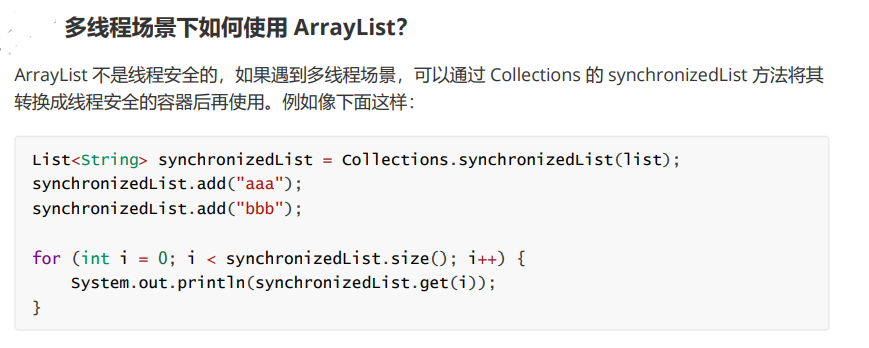 多线程场景下如何使用 ArrayList？
ArrayList 不是线程安全的，如果遇到多线程场景，可以通过 Collections 的 synchronizedList 方法将其
转换成线程安全的容器后再使用。例如像下面这样：
List<String> synchronizedList = Collections.synchronizedList(list);
synchronizedList.add("aaa");
synchronizedList.add("bbb");
for (int i = 0; i < synchronizedList.size(); i++) {
    System.out.println(synchronizedList.get(i));
}